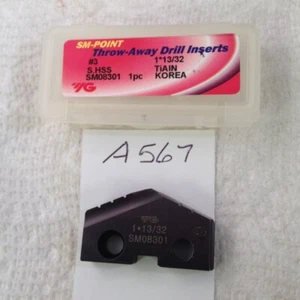 SM-POINT
Throw-Away Drill Inserts
#3 1*13/32
S.HSS TiAlN
SM08301 1pc KOREA
YG
A567
YG
1*13/32
SM08301